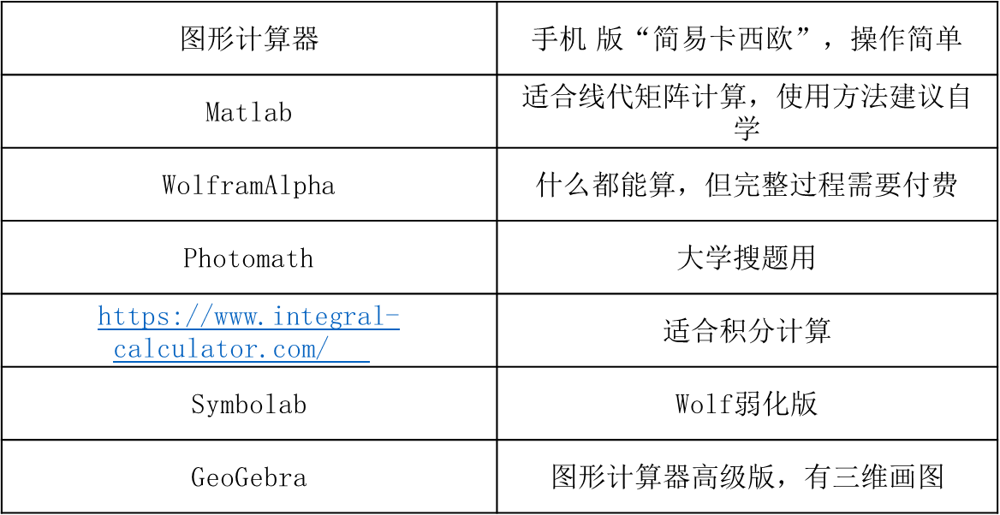 图形计算器
手机 版“简易卡西欧”，操作简单
Matlab
适合线代矩阵计算，使用方法建议自
学
WolframAlpha
什么都能算，但完整过程需要付费
Photomath
大学搜题用
https://www.integral-
calculator.com/
适合积分计算
Symbolab
Wolf弱化版
GeoGebra
图形计算器高级版，有三维画图